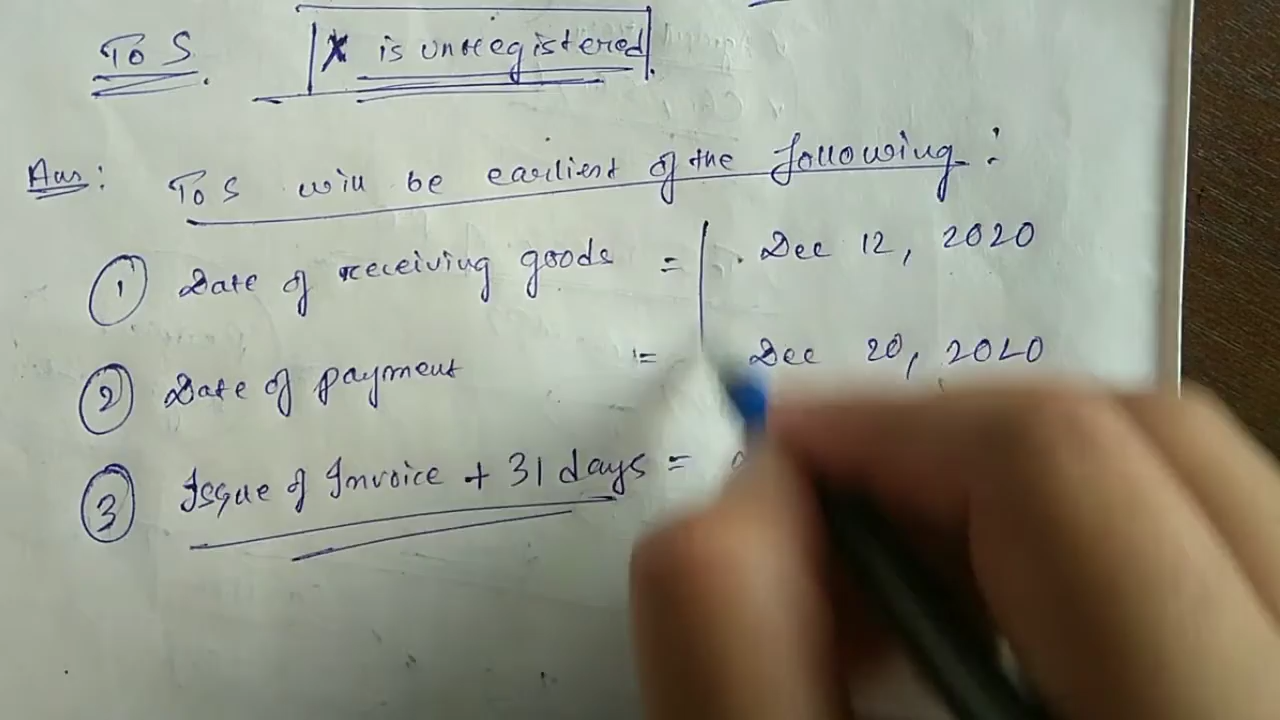 ToS. X is unregistered.
Ans: ToS will be earliest of the following:
1 Date of receiving goods = Dec 12, 2020
2 Date of payment = Dec 20, 2020
3 Issue of Invoice + 31 days =